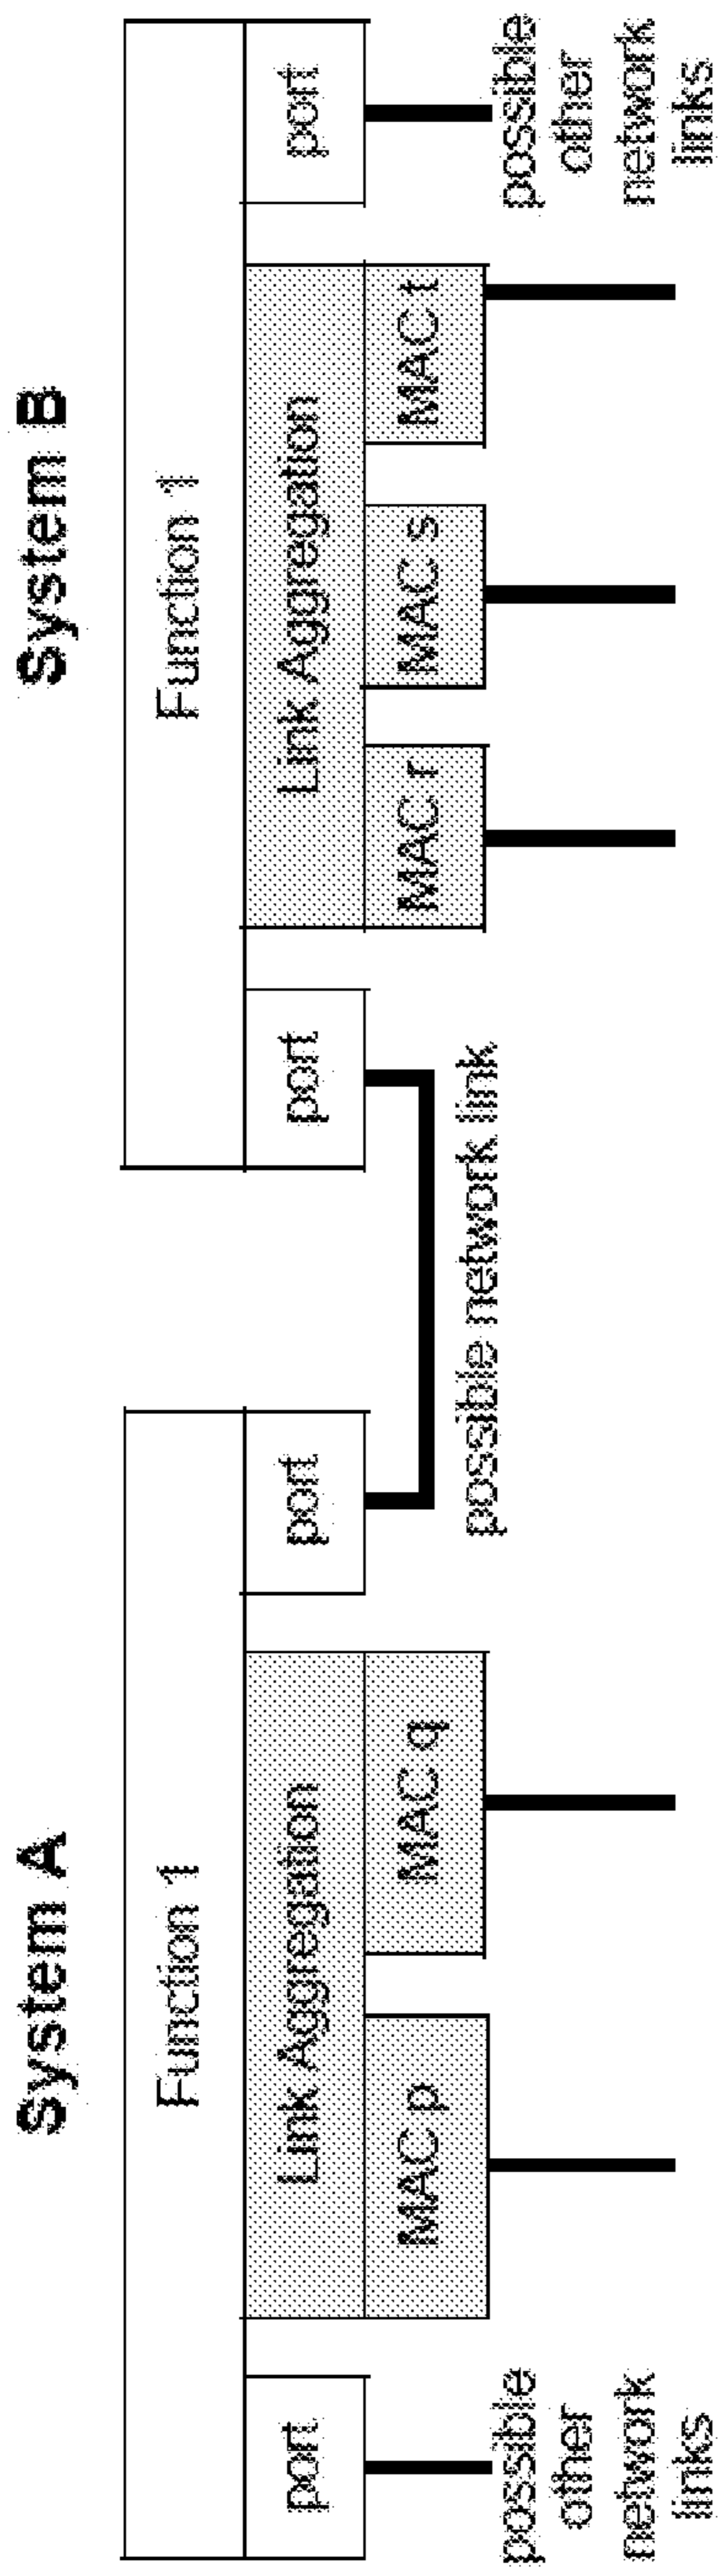 System A
System B
Function 1
Function 1
port
Link Aggregation
port
port
Link Aggregation
port
MAC p
MAC q
MAC r
MAC s
MAC t
possible
other
network
links
possible network link
possible
other
network
links